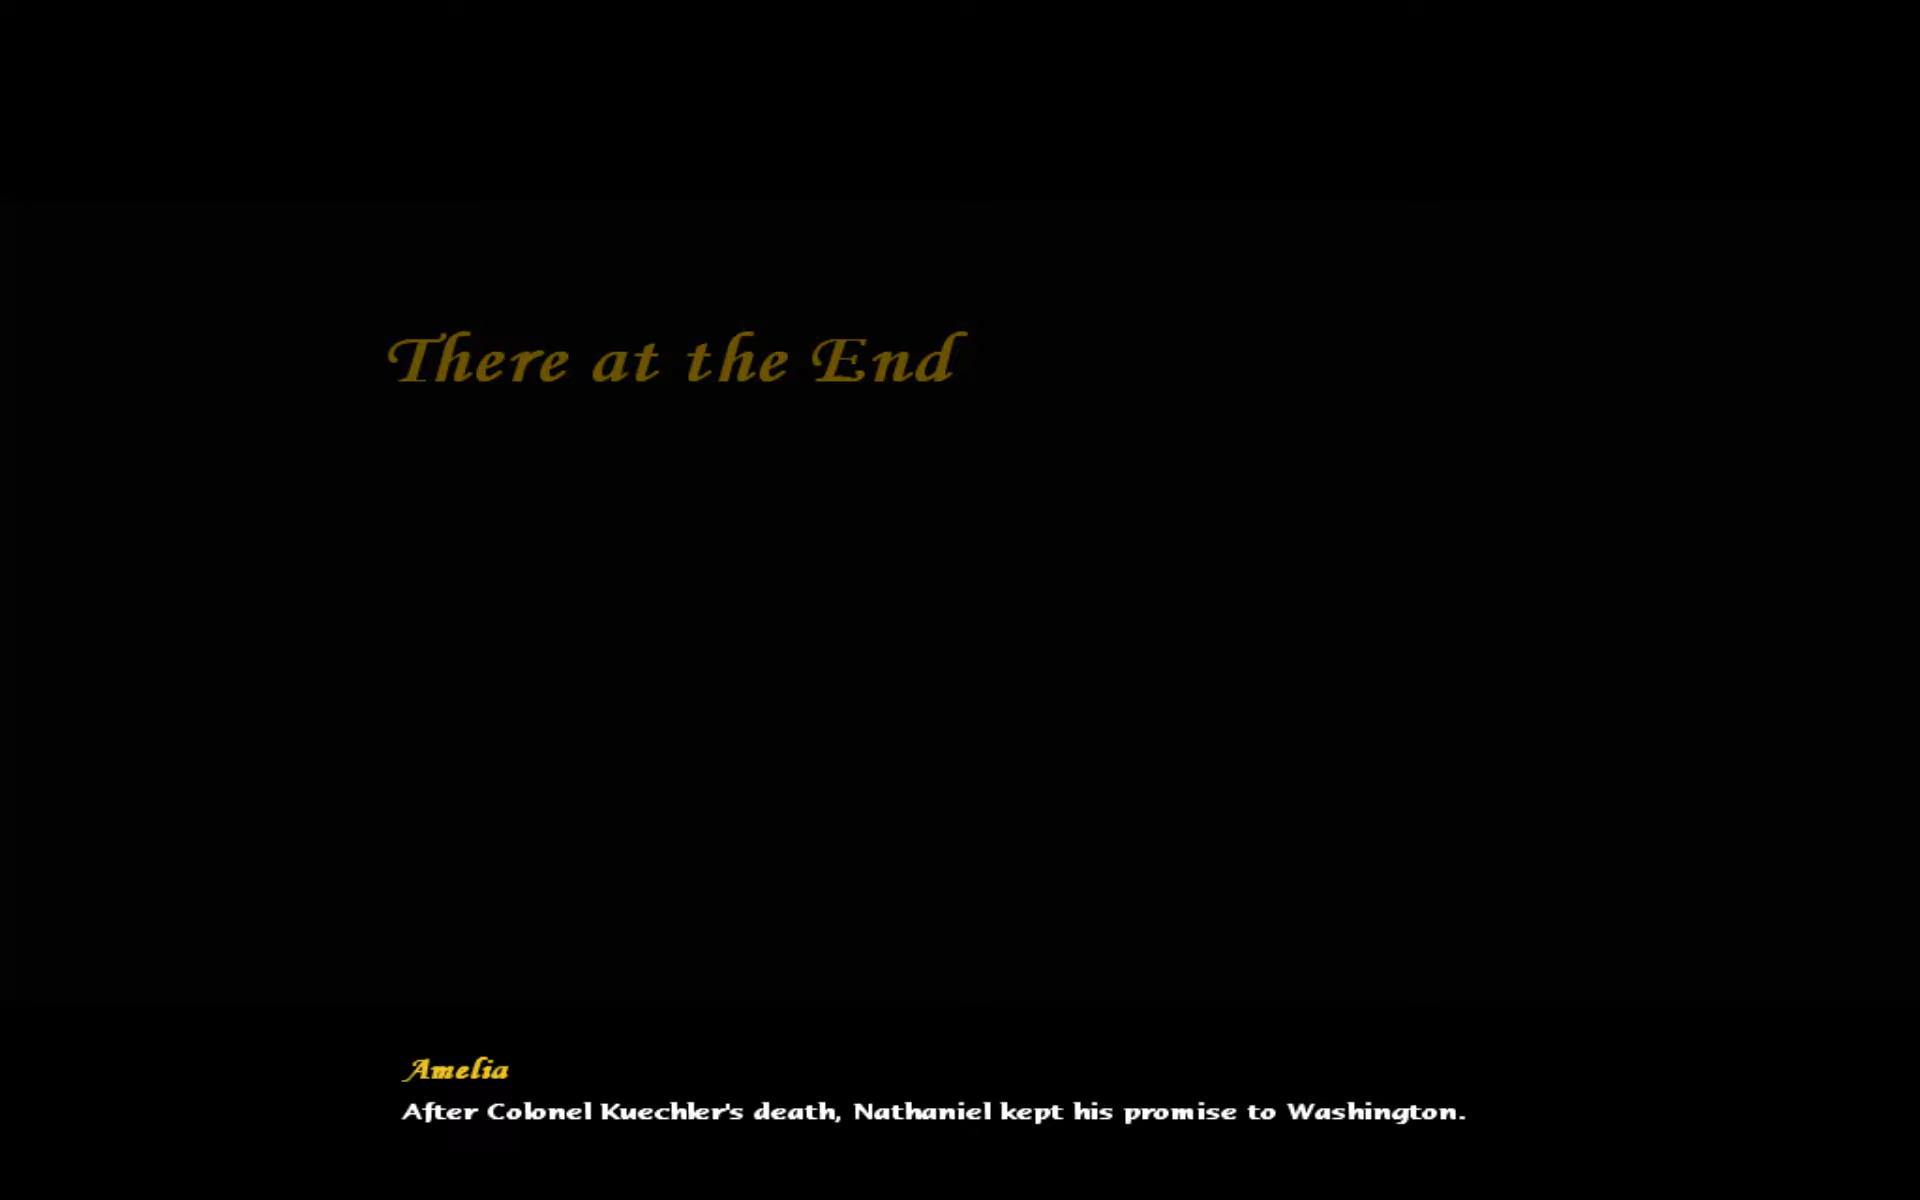 There at the End
Amelia
After Colonel Kuechler's death, Nathaniel kept his promise to Washington.